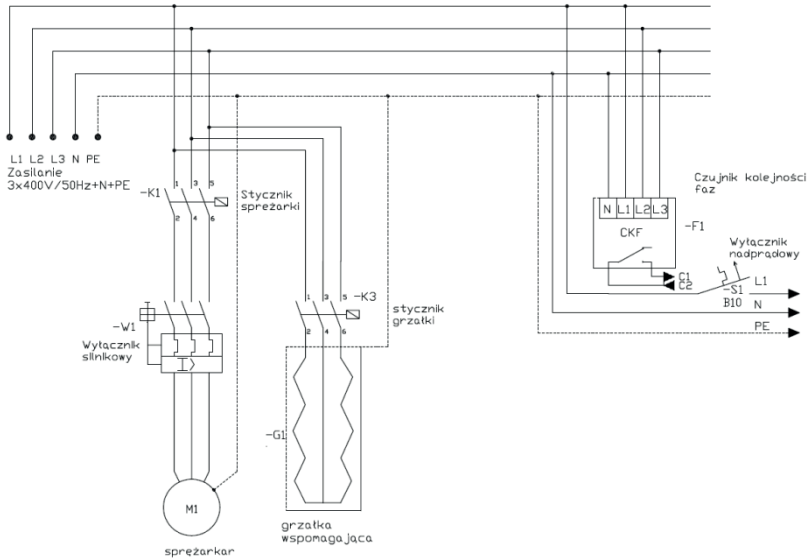 L1 L2 L3 N PE
Zasilanie
3x400V/50Hz+N+PE
-K1
1 3 5
2 4 6
Stycznik
sprężarki
Czujnik kolejności
faz
N L1 L2 L3
-F1
CKF
C1
C2
Wyłącznik
nadprądowy
L1
-S1
B10
N
PE
-K3
1 3 5
2 4 6
stycznik
grzałki
-W1
Wyłącznik
silnikowy
I >
-G1
M1
sprężarkar
grzałka
wspomagająca